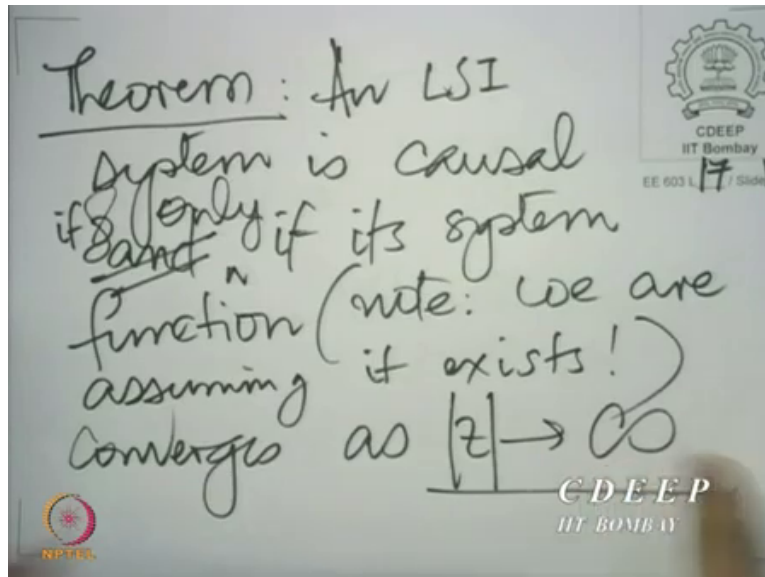 Theorem: An LSI
system is causal
if & only if its system
function (note: we are
assuming it exists!)
converges as |z| → ∞
CDEEP
IIT Bombay
EE 603 L 17 / Slide
CDEEP
IIT BOMBAY
NPTEL